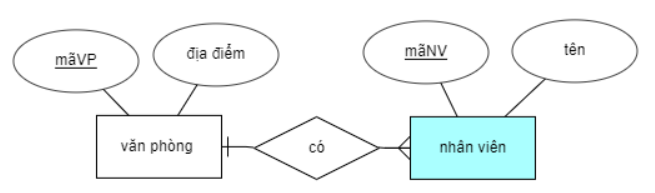 mãVP
địa điểm
mãNV
tên
văn phòng
có
nhân viên